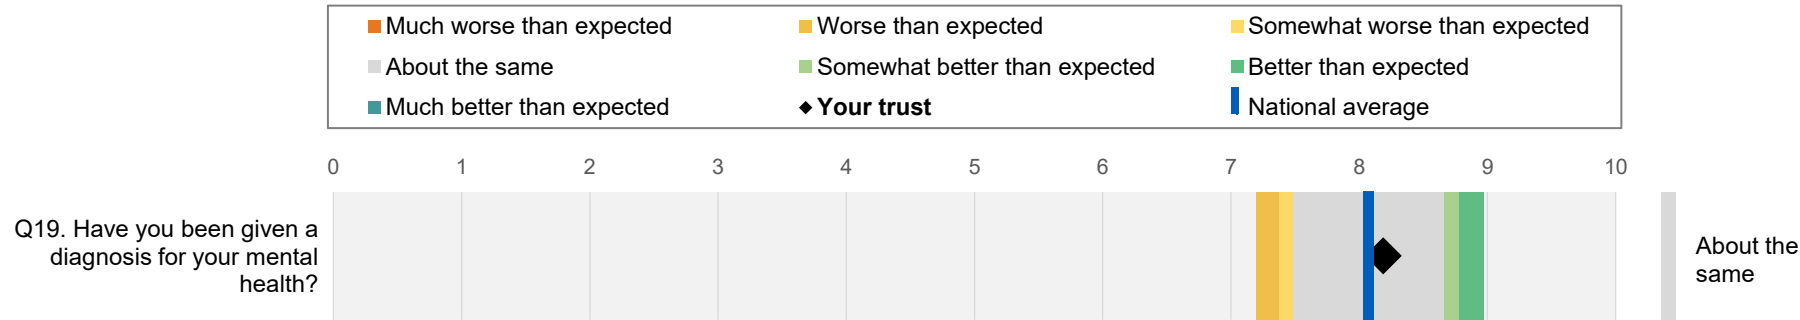 Much worse than expected
Worse than expected
Somewhat worse than expected
About the same
Somewhat better than expected
Better than expected
Much better than expected
Your trust
National average
0 1 2 3 4 5 6 7 8 9 10
Q19. Have you been given a
diagnosis for your mental
health?
About the
same